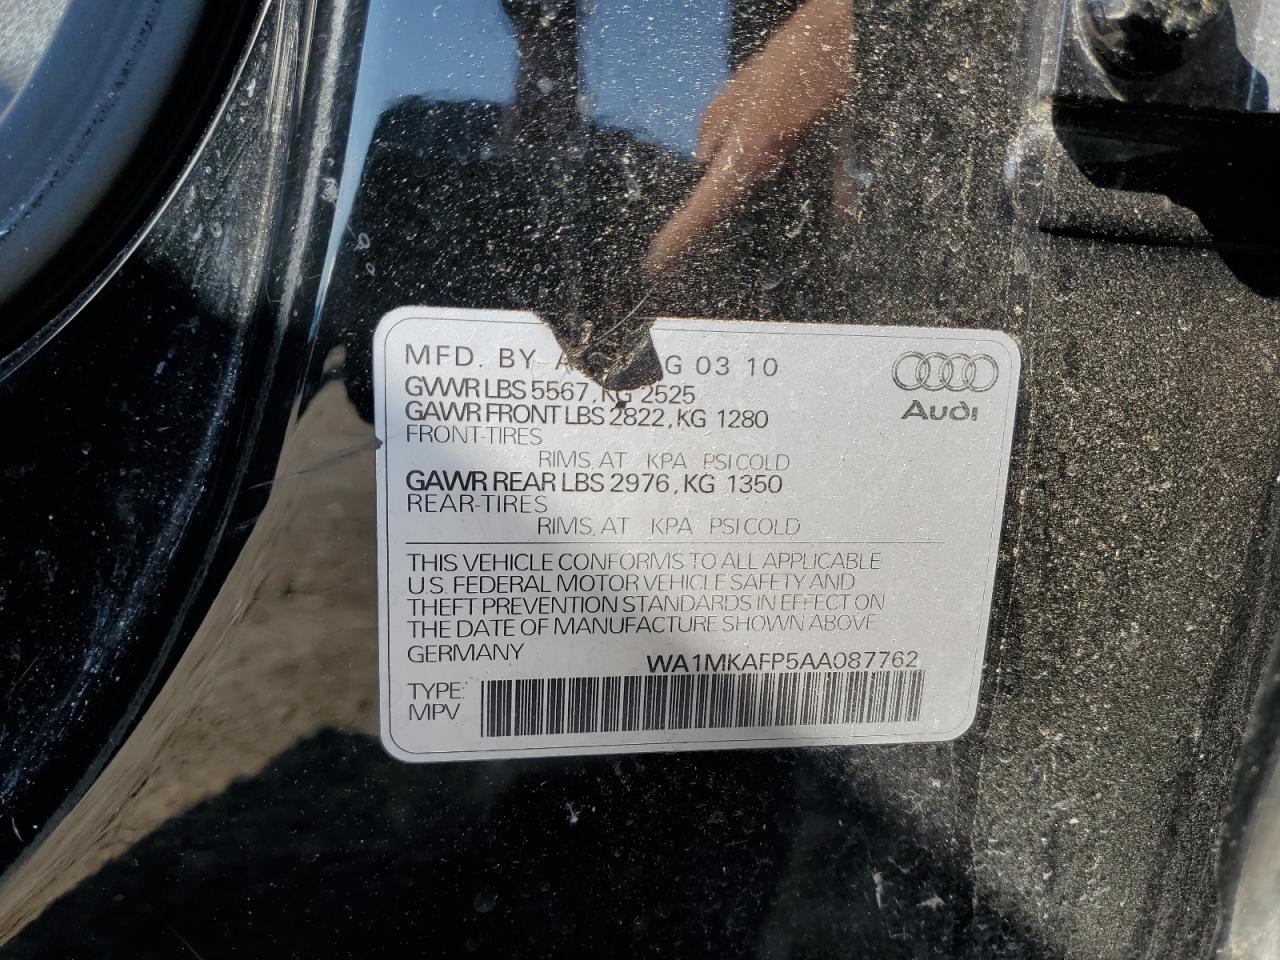 MFD. BY G 03 10
GVWR LBS 5567, KG 2525
GAWR FRONT LBS 2822, KG 1280
FRONT-TIRES
RIMS, AT KPA PSI COLD
GAWR REAR LBS 2976, KG 1350
REAR-TIRES
RIMS, AT KPA PSI COLD
THIS VEHICLE CONFORMS TO ALL APPLICABLE
U.S. FEDERAL MOTOR VEHICLE SAFETY AND
THEFT PREVENTION STANDARDS IN EFFECT ON
THE DATE OF MANUFACTURE SHOWN ABOVE
GERMANY WA1MKAFP5AA087762
TYPE:
MPV
Audi